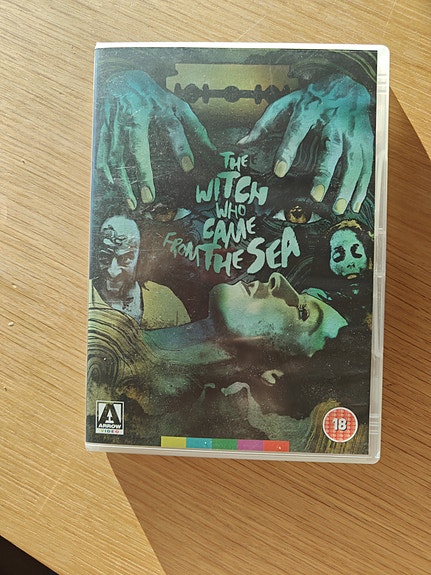 THE
WITCH
WHO
CAME
FROM THE SEA
ARROW
VIDEO
18